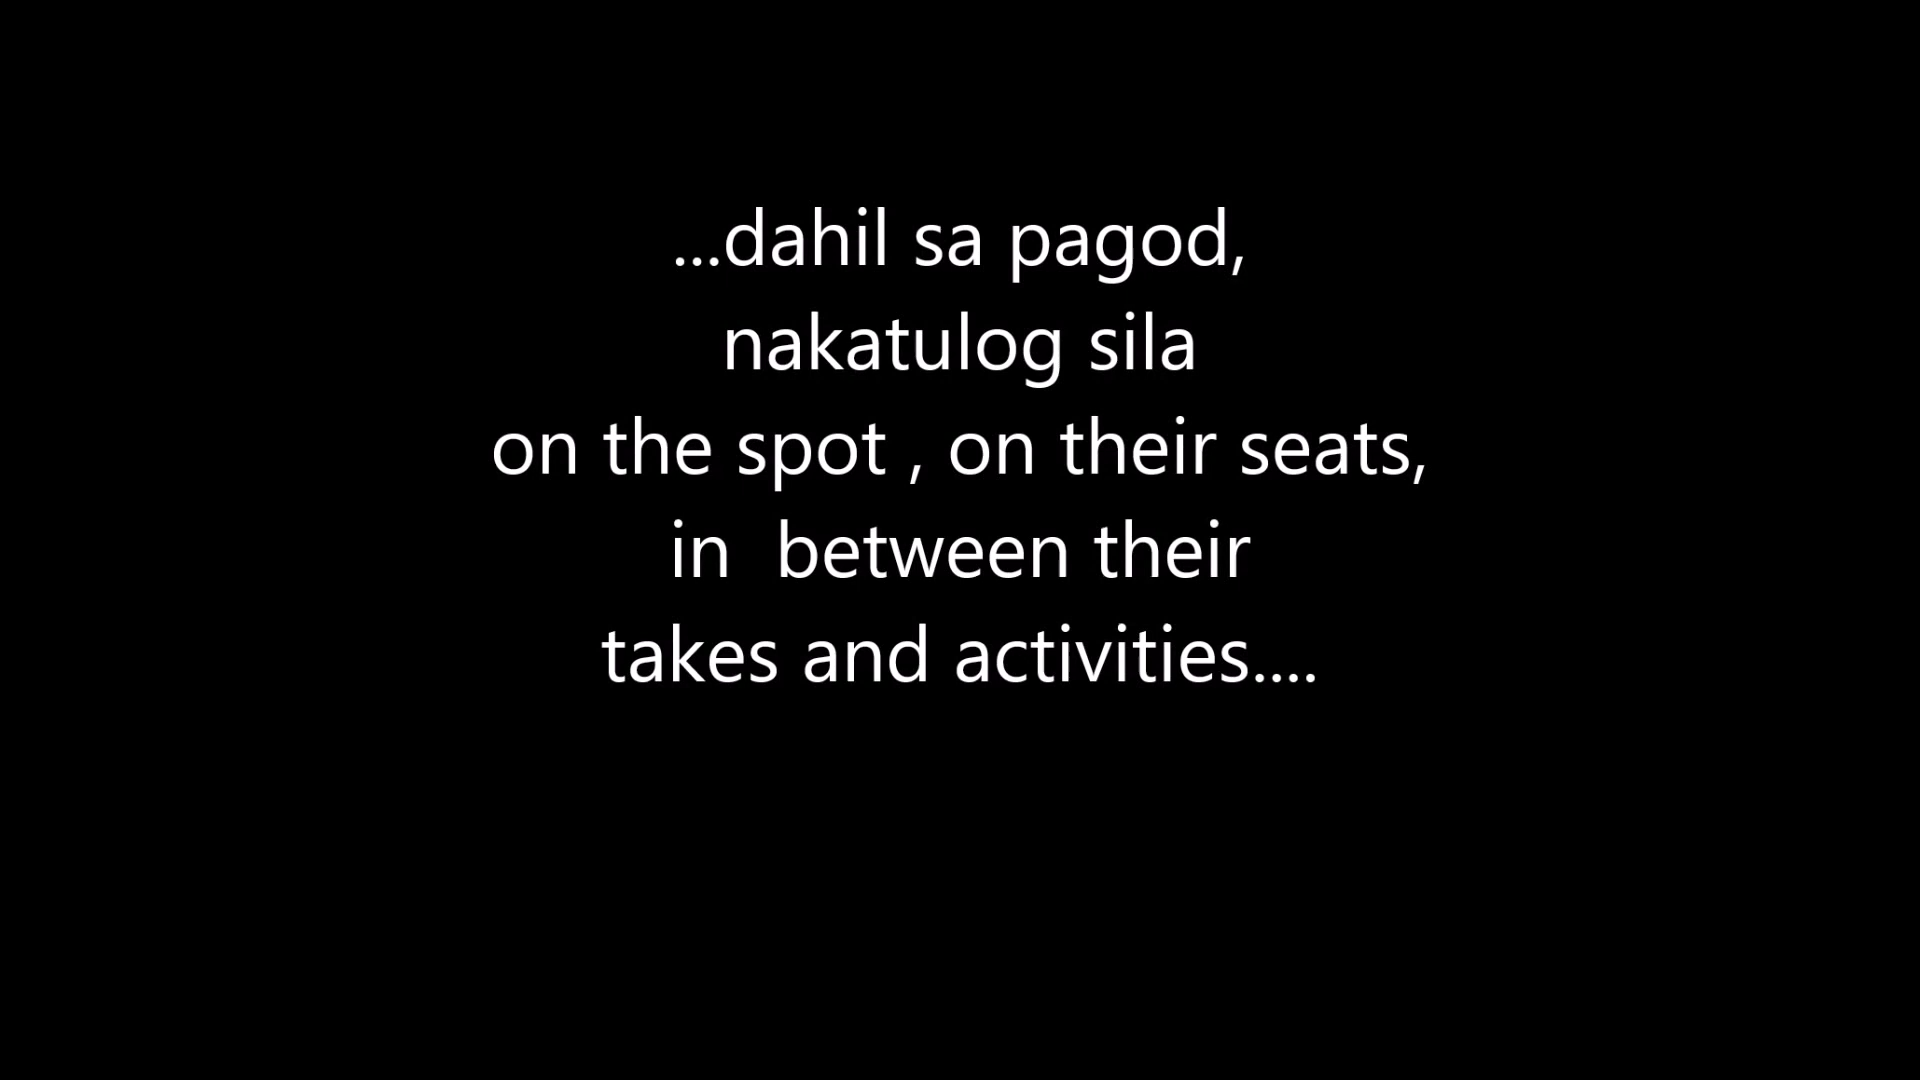 ...dahil sa pagod,
nakatulog sila
on the spot , on their seats,
in  between their
takes and activities....